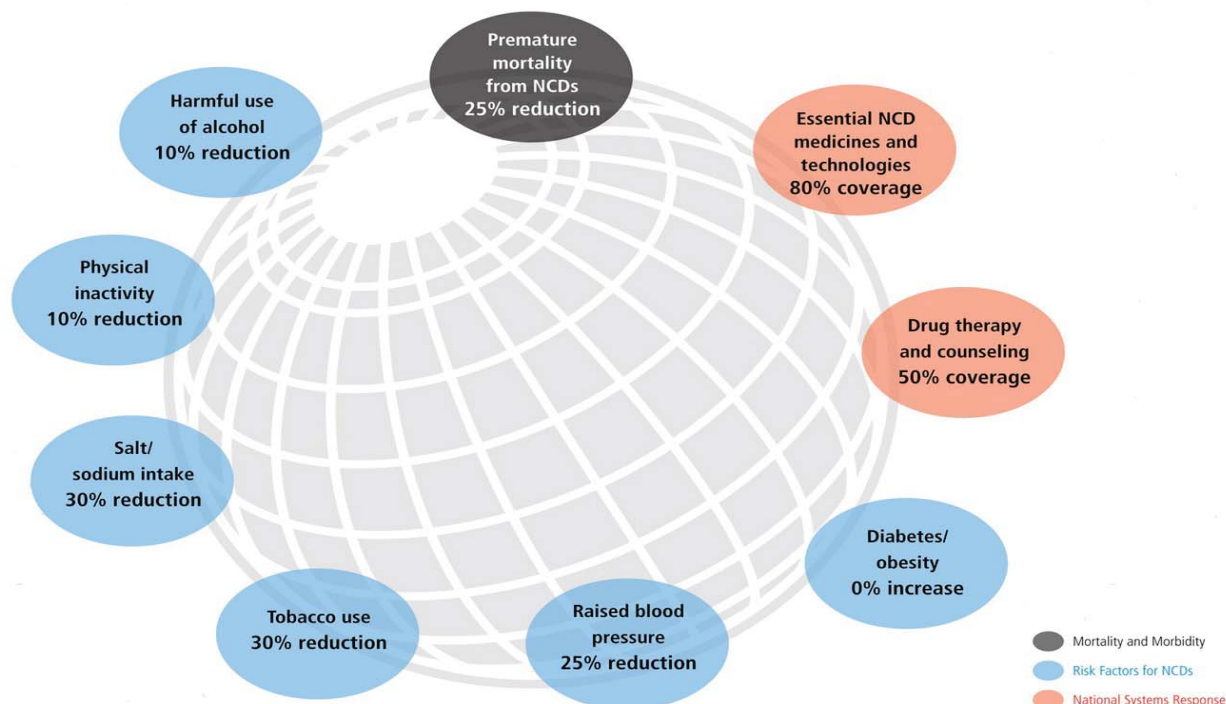 Premature
mortality
from NCDs
25% reduction
Essential NCD
medicines and
technologies
80% coverage
Drug therapy
and counseling
50% coverage
Diabetes/
obesity
0% increase
Raised blood
pressure
25% reduction
Tobacco use
30% reduction
Salt/
sodium intake
30% reduction
Physical
inactivity
10% reduction
Harmful use
of alcohol
10% reduction
Mortality and Morbidity
Risk Factors for NCDs
National Systems Response